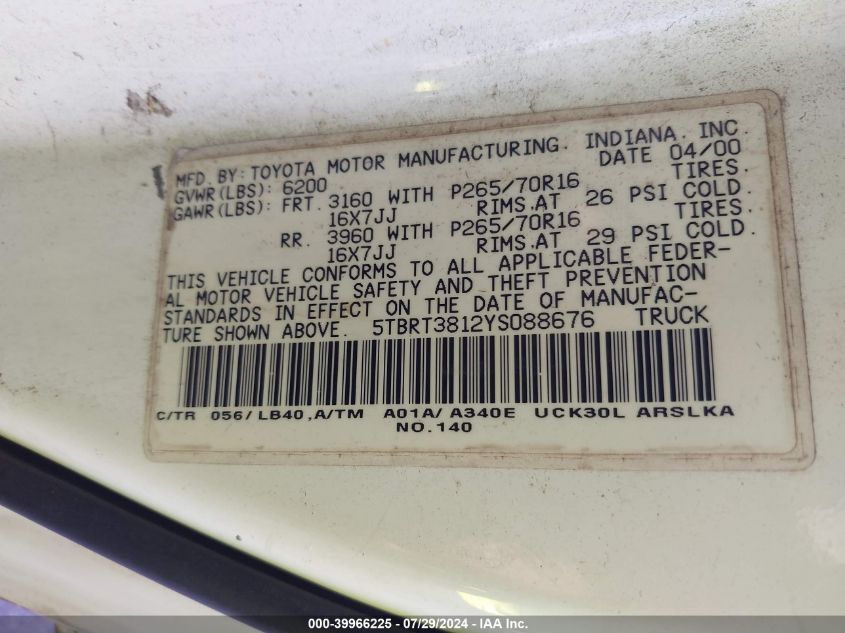 MFD. BY: TOYOTA MOTOR MANUFACTURING. INDIANA. INC.
GVWR(LBS): 6200 DATE 04/00
GAWR(LBS): FRT. 3160 WITH P265/70R16 TIRES.
16X7JJ RIMS.AT 26 PSI COLD.
RR. 3960 WITH P265/70R16 TIRES.
16X7JJ RIMS.AT 29 PSI COLD.
THIS VEHICLE CONFORMS TO ALL APPLICABLE FEDER-
AL MOTOR VEHICLE SAFETY AND THEFT PREVENTION
STANDARDS IN EFFECT ON THE DATE OF MANUFAC-
TURE SHOWN ABOVE. 5TBRT3812YS088676 TRUCK
C/TR 056/LB40,A/TM A01A/A340E UCK30L ARSLKA
NO.140
000-39966225 - 07/29/2024 - IAA Inc.